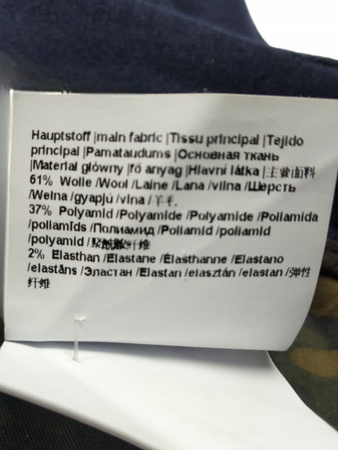 Hauptstoff |main fabric |Tissu principal |Tejido
principal |Pamataudums |Основная ткань
|Materiał główny |fő anyag |Hlavní látka |主要面料
61% Wolle /Wool /Laine /Lana /vilna /Шерсть
/Wełna /gyapjú /vlna / 羊毛
37% Polyamid /Polyamide /Polyamide /Poliamida
/poliamīds /Полиамид /Poliamid /poliamid
/polyamid /聚酰胺纤维
2% Elasthan /Elastane /Élasthanne /Elastano
/elastāns /Эластан /Elastan /elasztán /elastan /弹性
纤维